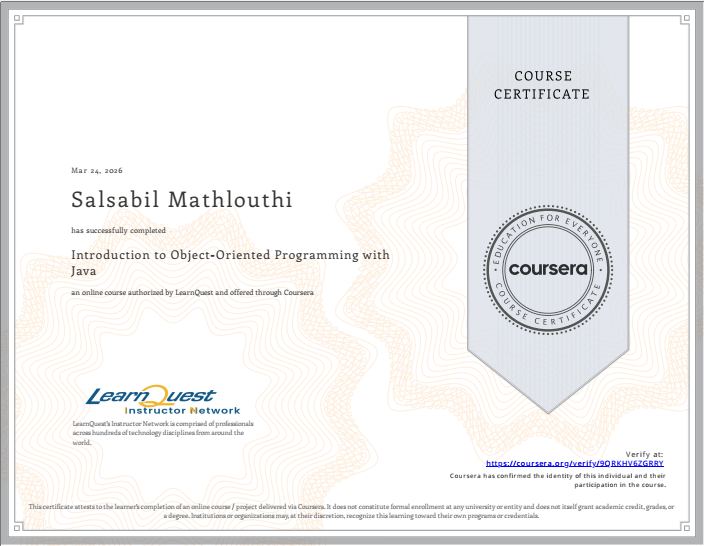 COURSE
CERTIFICATE
Mar 24, 2026
Salsabil Mathlouthi
has successfully completed
Introduction to Object-Oriented Programming with
Java
an online course authorized by LearnQuest and offered through Coursera
EDUCATION FOR EVERYONE
coursera
COURSE CERTIFICATE
LearnQuest
Instructor Network
LearnQuest's Instructor Network is comprised of professionals
across hundreds of technology disciplines from around the
world.
Verify at:
https://coursera.org/verify/9QRKHV6ZGRRY
Coursera has confirmed the identity of this individual and their
participation in the course.
This certificate attests to the learner's completion of an online course / project delivered via Coursera. It does not constitute formal enrollment at any university or entity and does not itself grant academic credit, grades, or
a degree. Institutions or organizations may, at their discretion, recognize this learning toward their own programs or credentials.